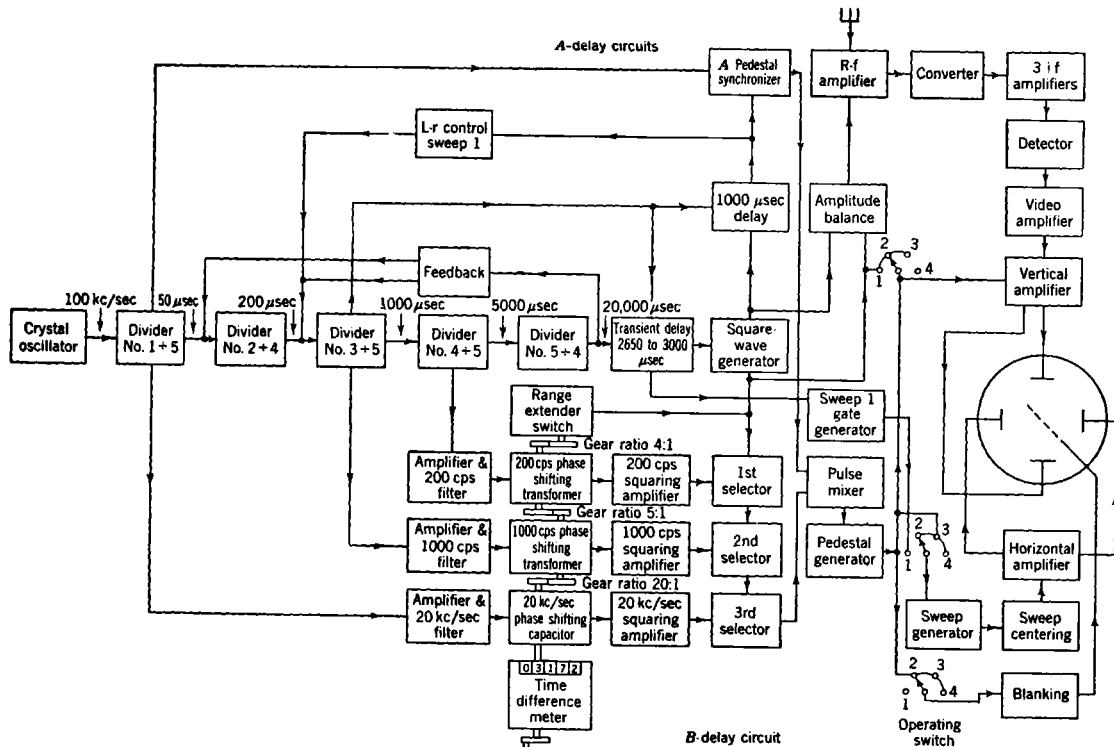 A-delay circuits
A Pedestal
synchronizer
R-f
amplifier
Converter
3 i f
amplifiers
L-r control
sweep 1
Detector
1000 μsec
delay
Amplitude
balance
Video
amplifier
Feedback
2
3
1
4
Vertical
amplifier
100 kc/sec
50 μsec
200 μsec
1000 μsec
5000 μsec
20,000 μsec
Crystal
oscillator
Divider
No. 1÷5
Divider
No. 2÷4
Divider
No. 3÷5
Divider
No. 4÷5
Divider
No. 5÷4
Transient delay
2650 to 3000
μsec
Square-
wave
generator
Range
extender
switch
Sweep 1
gate
generator
Gear ratio 4:1
Amplifier &
200 cps
filter
200 cps phase
shifting
transformer
200 cps
squaring
amplifier
1st selector
Pulse
mixer
Gear ratio 5:1
Amplifier &
1000 cps
filter
1000 cps phase
shifting
transformer
1000 cps
squaring
amplifier
2nd
selector
Pedestal
generator
2
3
1
4
Horizontal
amplifier
Gear ratio 20:1
Amplifier &
20 kc/sec
filter
20 kc/sec
phase shifting
capacitor
20 kc/sec
squaring
amplifier
3rd
selector
Sweep
generator
Sweep
centering
0 3 1 7 2
Time
difference
meter
2
3
1
4
Blanking
Operating
switch
B-delay circuit